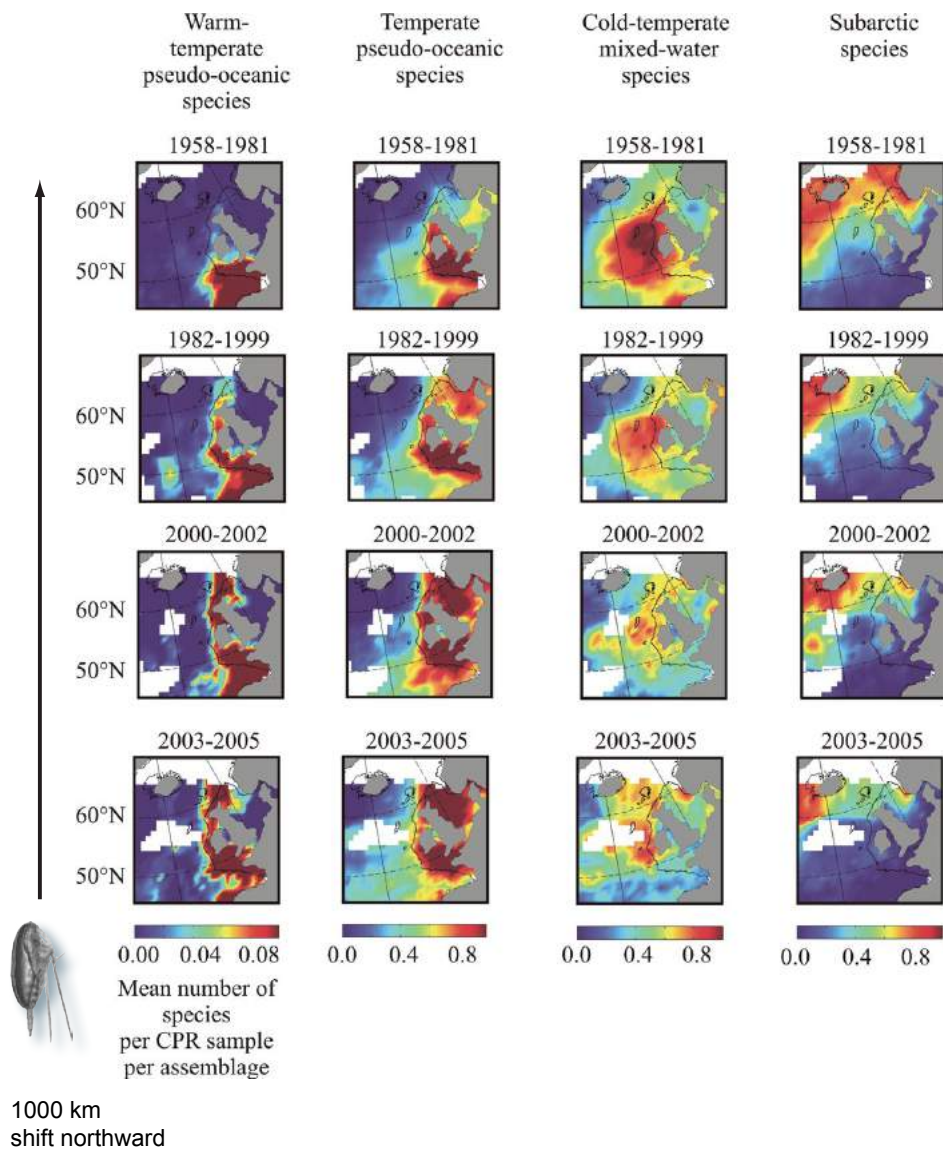 Warm-
temperate
pseudo-oceanic
species
Temperate
pseudo-oceanic
species
Cold-temperate
mixed-water
species
Subarctic
species
1958-1981
1958-1981
1958-1981
1958-1981
60°N
50°N
1982-1999
1982-1999
1982-1999
1982-1999
60°N
50°N
2000-2002
2000-2002
2000-2002
2000-2002
60°N
50°N
2003-2005
2003-2005
2003-2005
2003-2005
60°N
50°N
0.00 0.04 0.08
0.0 0.4 0.8
0.0 0.4 0.8
0.0 0.4 0.8
Mean number of
species
per CPR sample
per assemblage
1000 km
shift northward